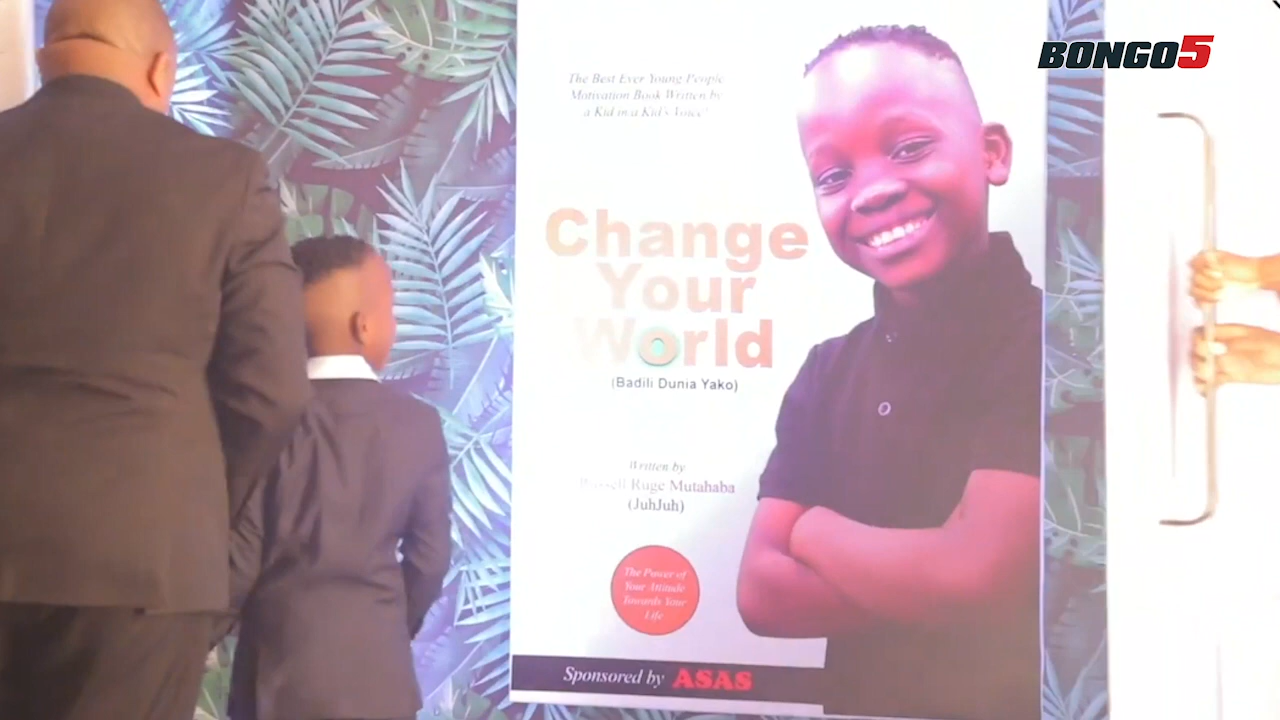 BONGO5
The Best Ever Young People
Motivation Book Written by
a Kid in a Kid's Voice"
Change
Your
World
(Badili Dunia Yako)
Written by
Ruge Mutahaba
(JuhJuh)
The Power of
Your Attitude
Towards Your
Life
Sponsored by ASAS